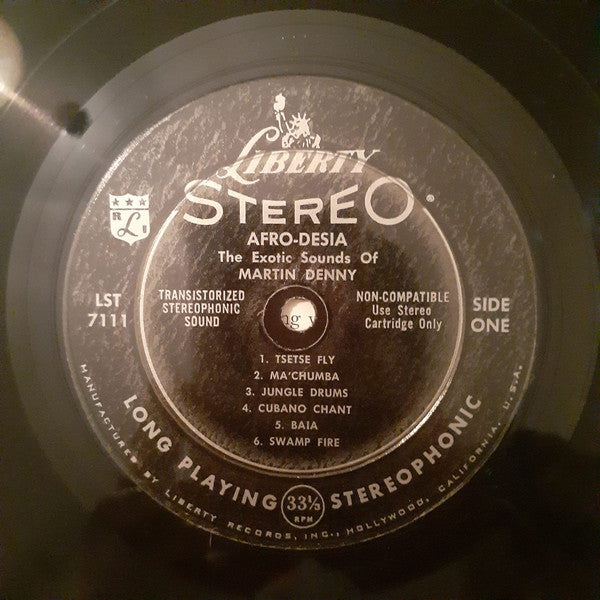 LIBERTY
STEREO®
AFRO-DESIA
The Exotic Sounds Of
MARTIN DENNY
LST
7111
TRANSISTORIZED
STEREOPHONIC
SOUND
NON-COMPATIBLE
Use Stereo
Cartridge Only
SIDE
ONE
1. TSETSE FLY
2. MA'CHUMBA
3. JUNGLE DRUMS
4. CUBANO CHANT
5. BAIA
6. SWAMP FIRE
LONG PLAYING 33⅓ RPM STEREOPHONIC
MANUFACTURED BY LIBERTY RECORDS, INC., HOLLYWOOD, CALIFORNIA, U.S.A.